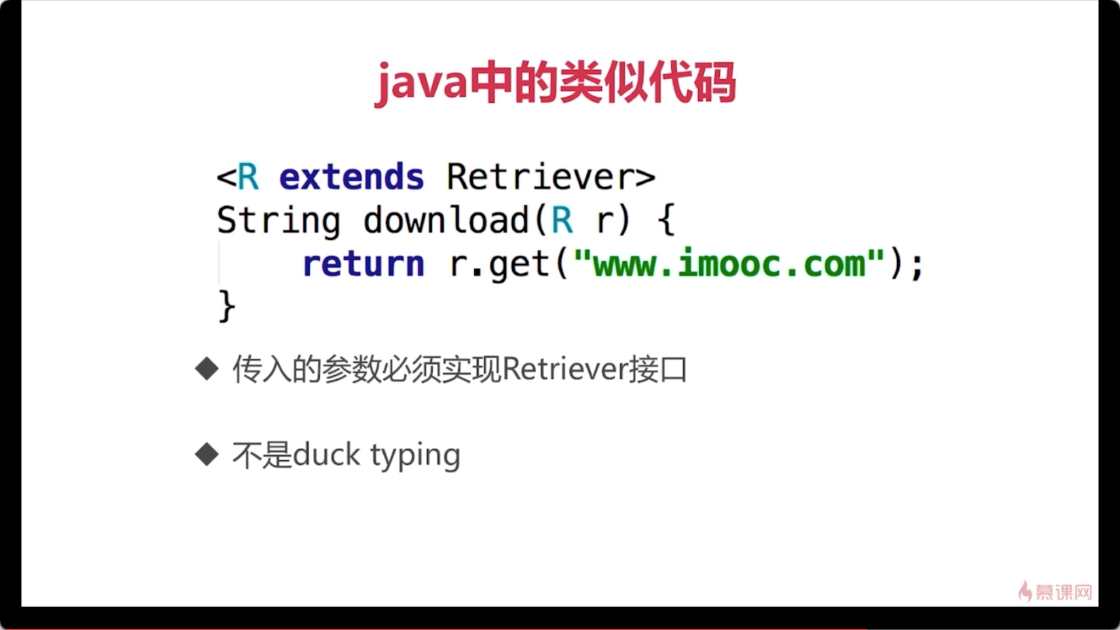 java中的类似代码
<R extends Retriever>
String download(R r) {
    return r.get("www.imooc.com");
}
◆ 传入的参数必须实现Retriever接口
◆ 不是duck typing
慕课网